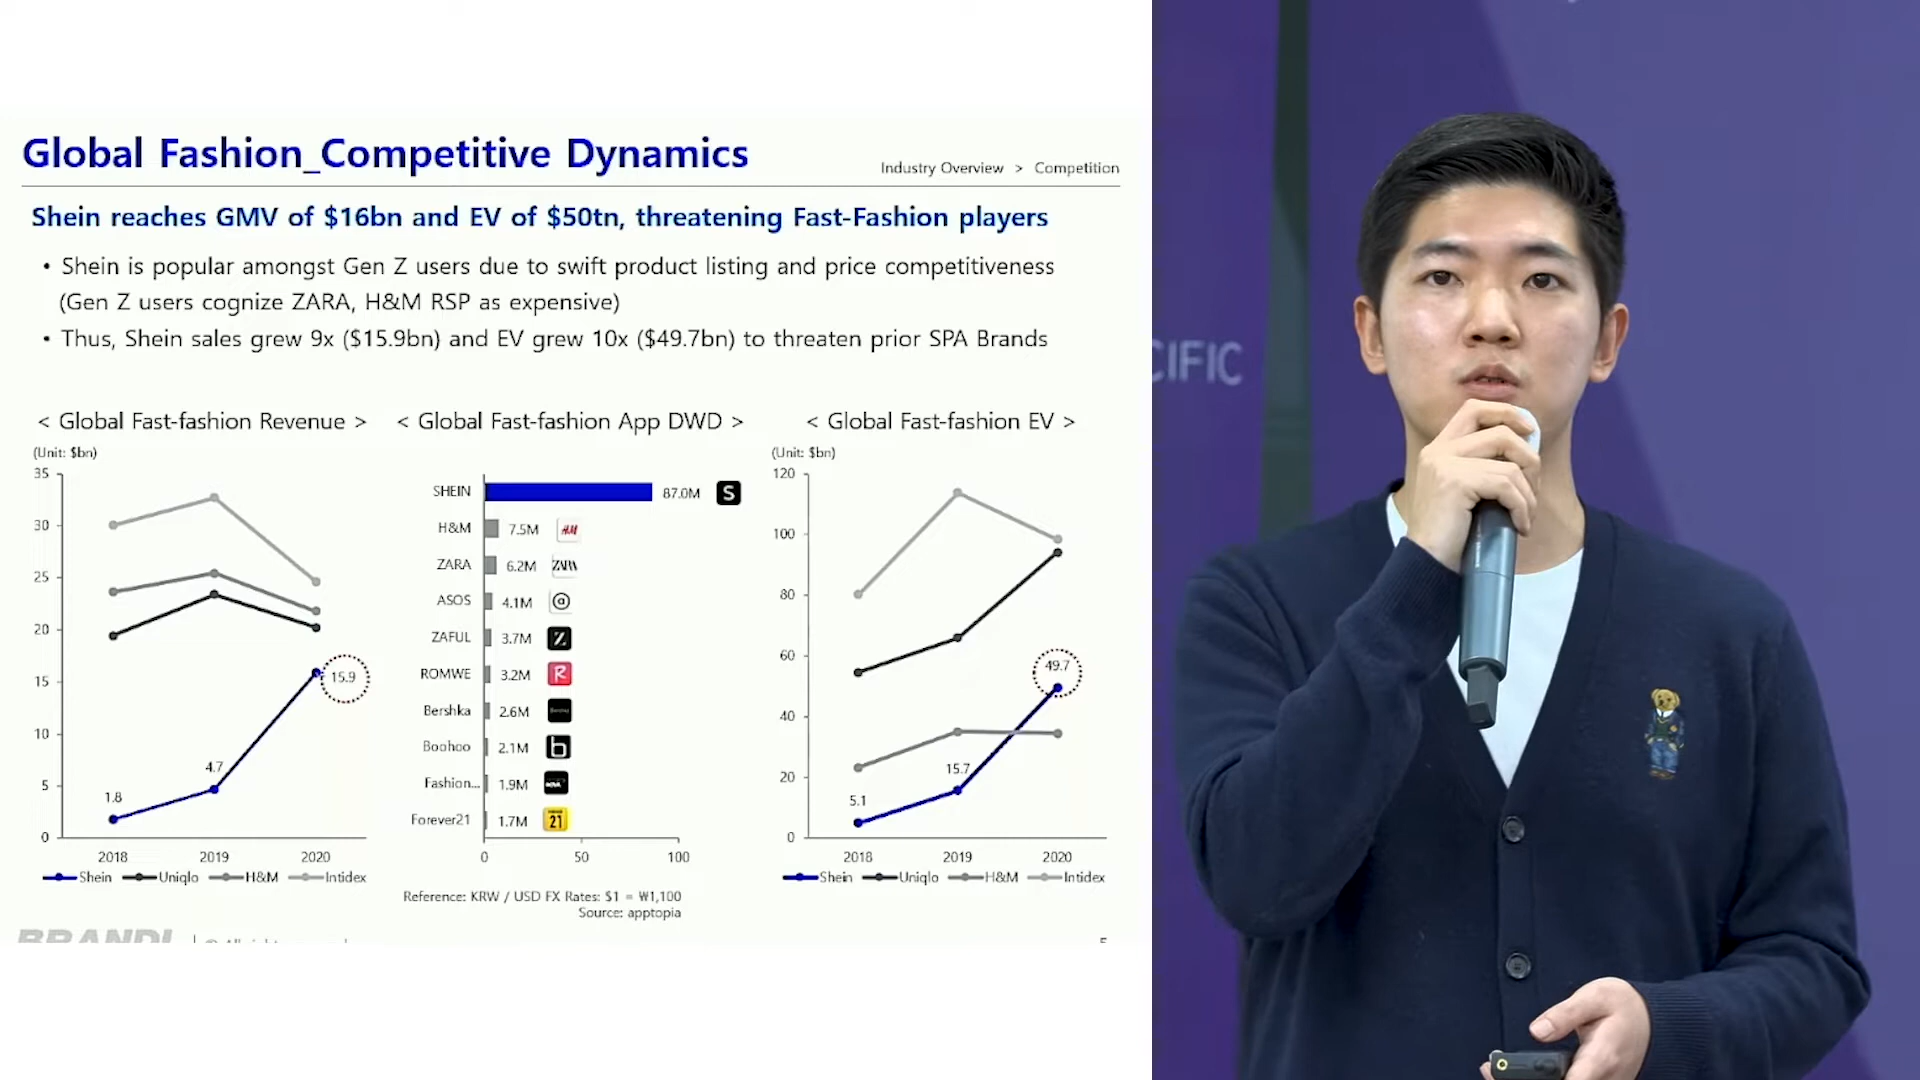 Global Fashion_Competitive Dynamics
Industry Overview > Competition
Shein reaches GMV of $16bn and EV of $50tn, threatening Fast-Fashion players
• Shein is popular amongst Gen Z users due to swift product listing and price competitiveness
(Gen Z users cognize ZARA, H&M RSP as expensive)
• Thus, Shein sales grew 9x ($15.9bn) and EV grew 10x ($49.7bn) to threaten prior SPA Brands
< Global Fast-fashion Revenue >
(Unit: $bn)
35
30
25
20
15
10
5
0
15.9
4.7
1.8
2018 2019 2020
Shein Uniqlo H&M Intidex
< Global Fast-fashion App DWD >
SHEIN 87.0M S
H&M 7.5M H&M
ZARA 6.2M ZARA
ASOS 4.1M a
ZAFUL 3.7M Z
ROMWE 3.2M R
Bershka 2.6M
Boohoo 2.1M b
Fashion... 1.9M
Forever21 1.7M 21
0 50 100
Reference: KRW / USD FX Rates: $1 = ₩1,100
Source: apptopia
< Global Fast-fashion EV >
(Unit: $bn)
120
100
80
60
40
20
0
49.7
15.7
5.1
2018 2019 2020
Shein Uniqlo H&M Intidex
BRANDI
CIFIC